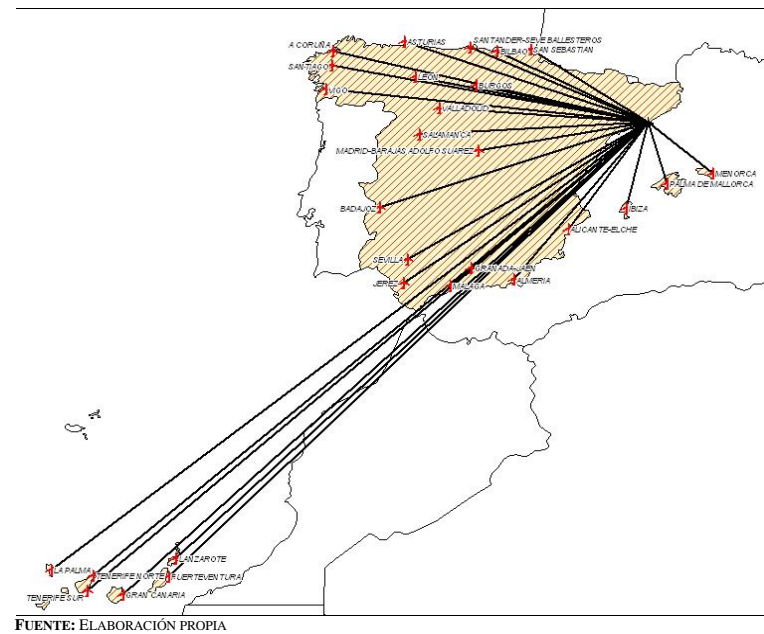 ASTURIAS
SANTANDER-SEVE BALLESTEROS
A CORUÑA
BILBAO
SAN SEBASTIAN
SANTIAGO
LEON
BURGOS
VIGO
VALLADOLID
SALAMANCA
MADRID-BARAJAS ADOLFO SUAREZ
MENORCA
PALMA DE MALLORCA
BADAJOZ
IBIZA
ALICANTE-ELCHE
SEVILLA
GRANADA-JAEN
JEREZ
MALAGA
ALMERIA
LANZAROTE
LA PALMA
TENERIFE NORTE
FUERTEVENTURA
TENERIFE SUR
GRAN CANARIA
FUENTE: ELABORACIÓN PROPIA